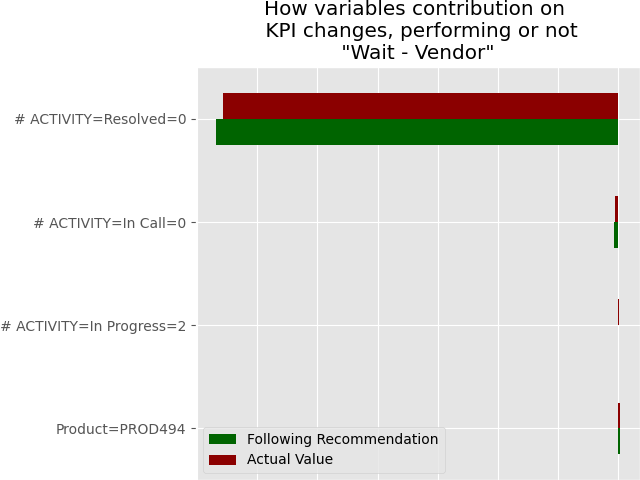 How variables contribution on
KPI changes, performing or not
"Wait - Vendor"
# ACTIVITY=Resolved=0
# ACTIVITY=In Call=0
# ACTIVITY=In Progress=2
Product=PROD494
Following Recommendation
Actual Value